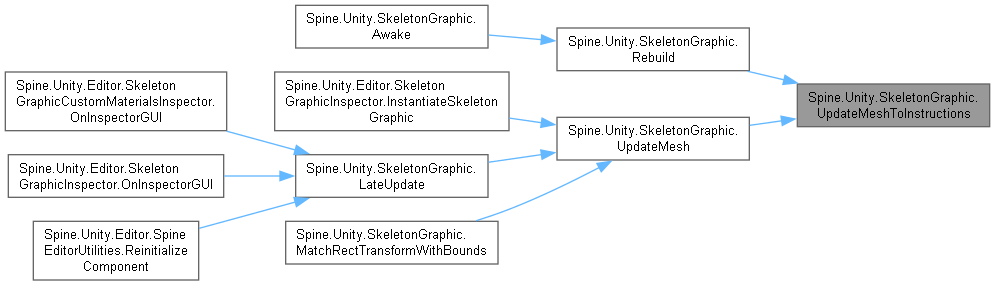 Spine.Unity.SkeletonGraphic.
Awake
Spine.Unity.SkeletonGraphic.
Rebuild
Spine.Unity.Editor.Skeleton
GraphicCustomMaterialsInspector.
OnInspectorGUI
Spine.Unity.Editor.Skeleton
GraphicInspector.InstantiateSkeleton
Graphic
Spine.Unity.SkeletonGraphic.
UpdateMeshToInstructions
Spine.Unity.SkeletonGraphic.
UpdateMesh
Spine.Unity.Editor.Skeleton
GraphicInspector.OnInspectorGUI
Spine.Unity.SkeletonGraphic.
LateUpdate
Spine.Unity.Editor.Spine
EditorUtilities.Reinitialize
Component
Spine.Unity.SkeletonGraphic.
MatchRectTransformWithBounds